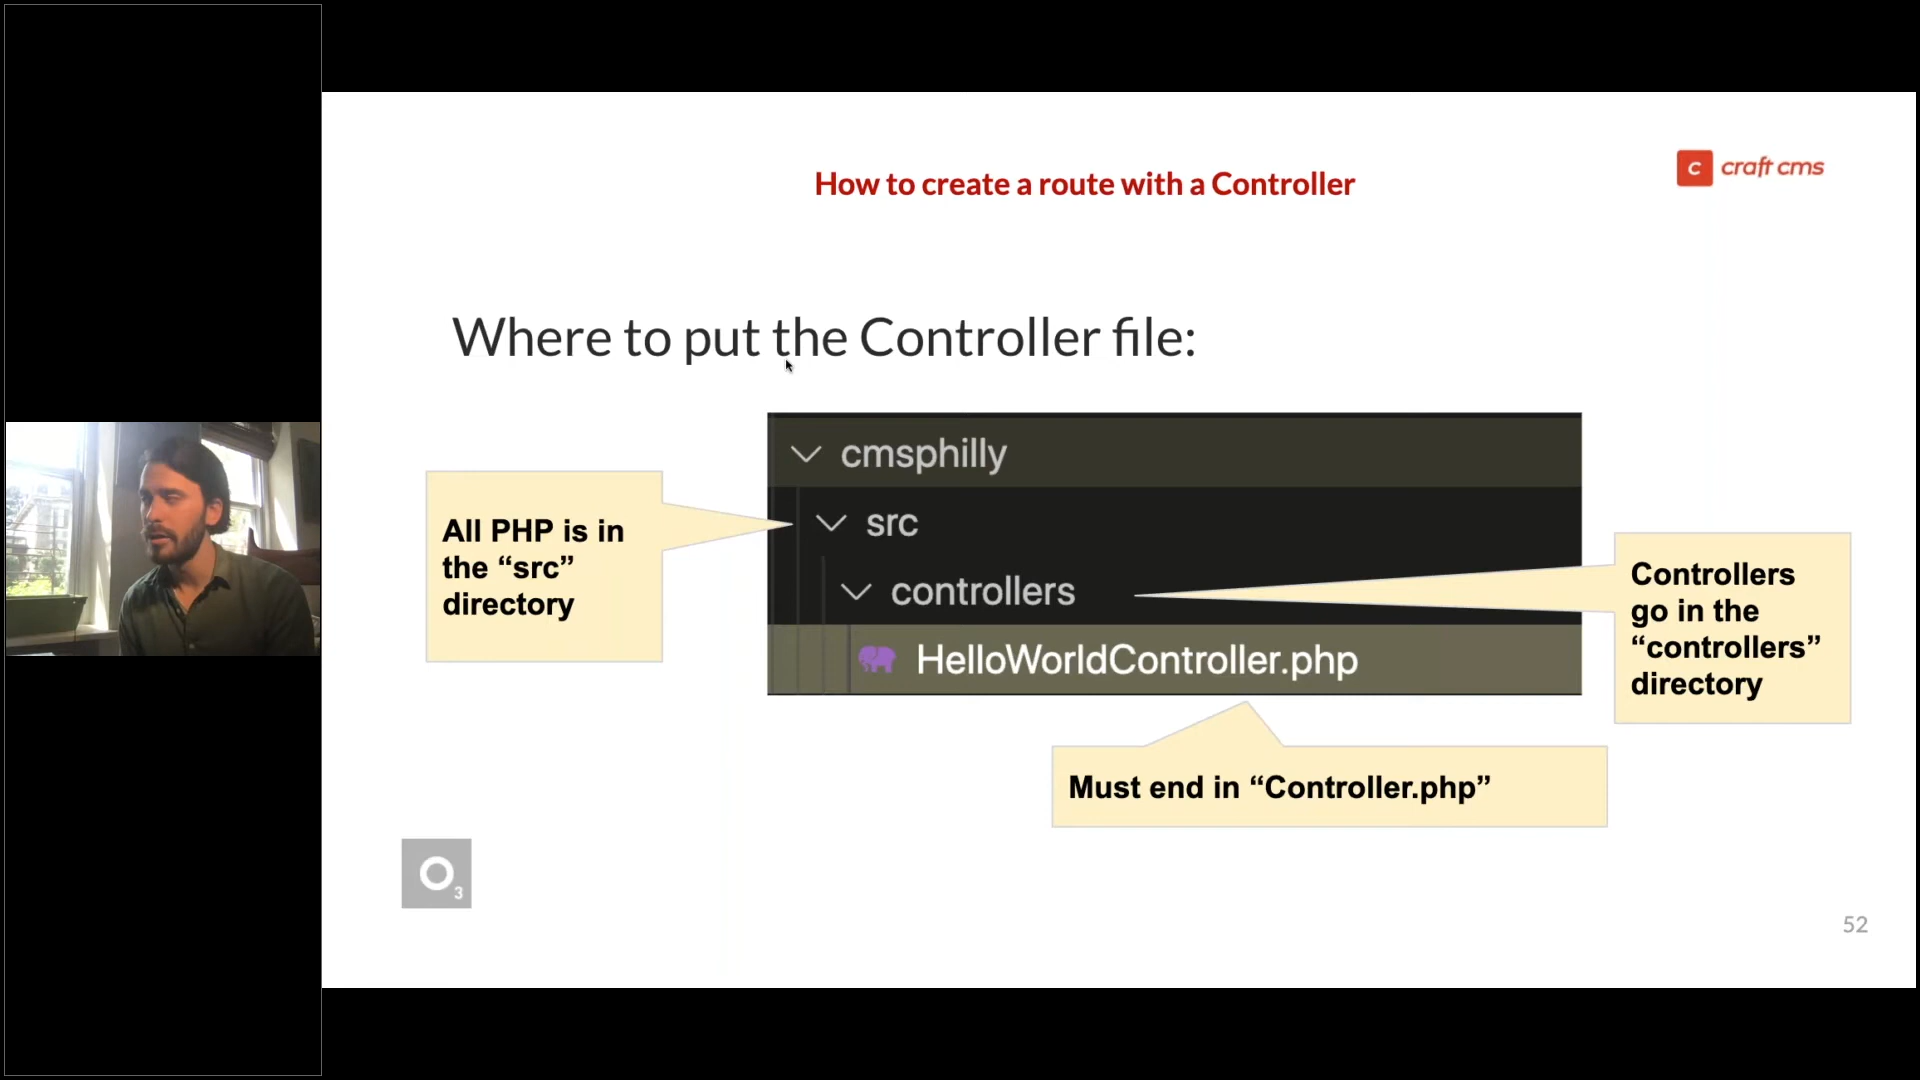 How to create a route with a Controller
c craft cms
Where to put the Controller file:
cmsphilly
src
controllers
HelloWorldController.php
All PHP is in
the “src”
directory
Controllers
go in the
“controllers”
directory
Must end in “Controller.php”
O3
52